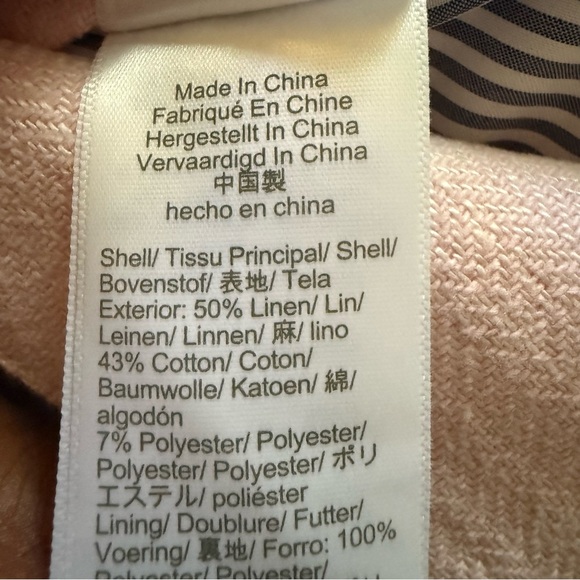 Made In China
Fabriqué En Chine
Hergestellt In China
Vervaardigd In China
中国製
hecho en china
Shell/ Tissu Principal/ Shell/
Bovenstof/ 表地/ Tela
Exterior: 50% Linen/ Lin/
Leinen/ Linnen/ 麻/ lino
43% Cotton/ Coton/
Baumwolle/ Katoen/ 綿/
algodón
7% Polyester/ Polyester/
Polyester/ Polyester/ ポリ
エステル/ poliéster
Lining/ Doublure/ Futter/
Voering/ 裏地/ Forro: 100%
Polyester/ Polyester/